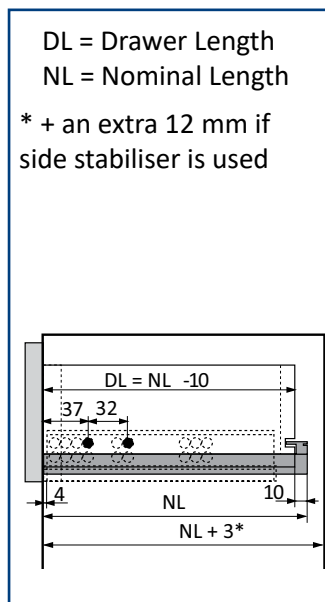 DL = Drawer Length
NL = Nominal Length
* + an extra 12 mm if
side stabiliser is used
DL = NL -10
37 32
4 10
NL
NL + 3*